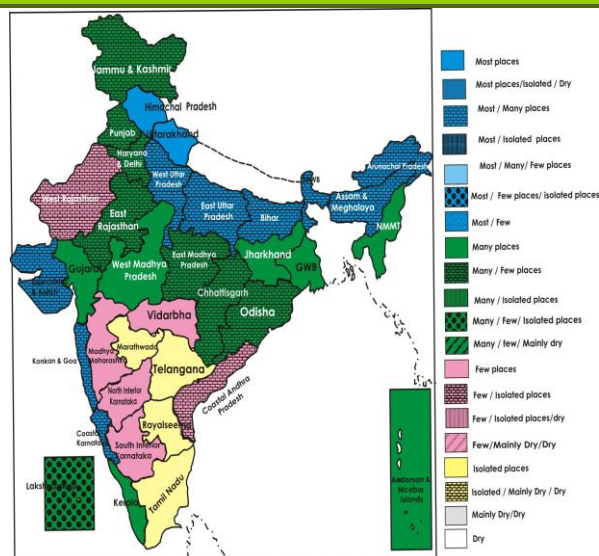 Jammu & Kashmir
Himachal Pradesh
Punjab
Uttarakhand
Haryana
& Delhi
West Uttar
Pradesh
West Rajasthan
East
Rajasthan
East Uttar
Pradesh
Bihar
GWB
Arunachal Pradesh
Assam &
Meghalaya
NMMT
Gujarat
West Madhya
Pradesh
East Madhya
Pradesh
Jharkhand
GWB
Chhattisgarh
Odisha
Vidarbha
Konkan & Goa
Madhya
Maharashtra
Marathwada
Telangana
North Interior
Karnataka
Coastal Andhra
Pradesh
Coastal
Karnataka
Rayalseema
South Interior
Karnataka
Kerala
Tamil Nadu
Andaman &
Nicobar
Islands
Most places
Most places/Isolated / Dry
Most / Many places
Most / Isolated places
Most / Many/ Few places
Most / Few places/isolated places
Most / Few
Many places
Many / Few places
Many / Isolated places
Many / Few/ Isolated places
Many / few/ Mainly dry
Few places
Few / Isolated places
Few / Isolated places/dry
Few/Mainly Dry/Dry
Isolated places
Isolated / Mainly Dry / Dry
Mainly Dry/Dry
Dry